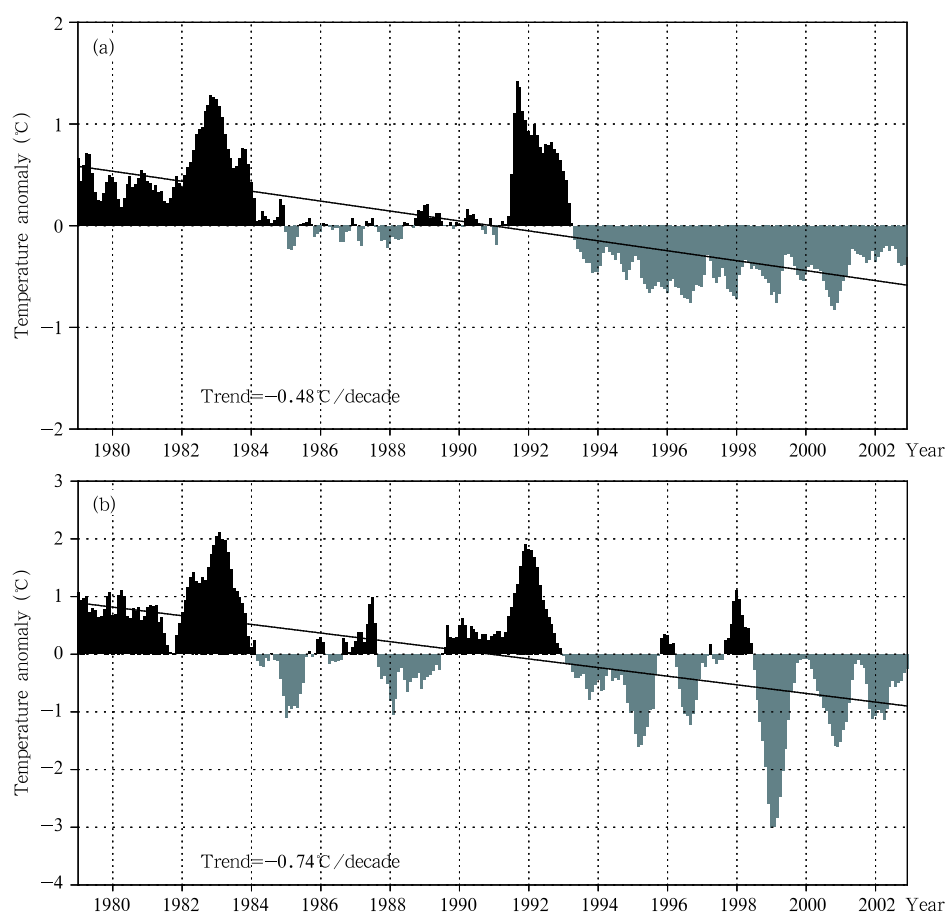 2
(a)
1
0
−1
−2
Temperature anomaly (℃)
Trend=−0.48℃/decade
1980 1982 1984 1986 1988 1990 1992 1994 1996 1998 2000 2002 Year
3
(b)
2
1
0
−1
−2
−3
−4
Temperature anomaly (℃)
Trend=−0.74℃/decade
1980 1982 1984 1986 1988 1990 1992 1994 1996 1998 2000 2002 Year